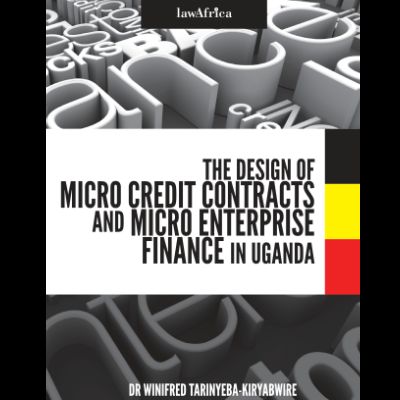 lawAfrica
THE DESIGN OF
MICRO CREDIT CONTRACTS
AND MICRO ENTERPRISE
FINANCE IN UGANDA
DR WINIFRED TARINYEBA-KIRYABWIRE